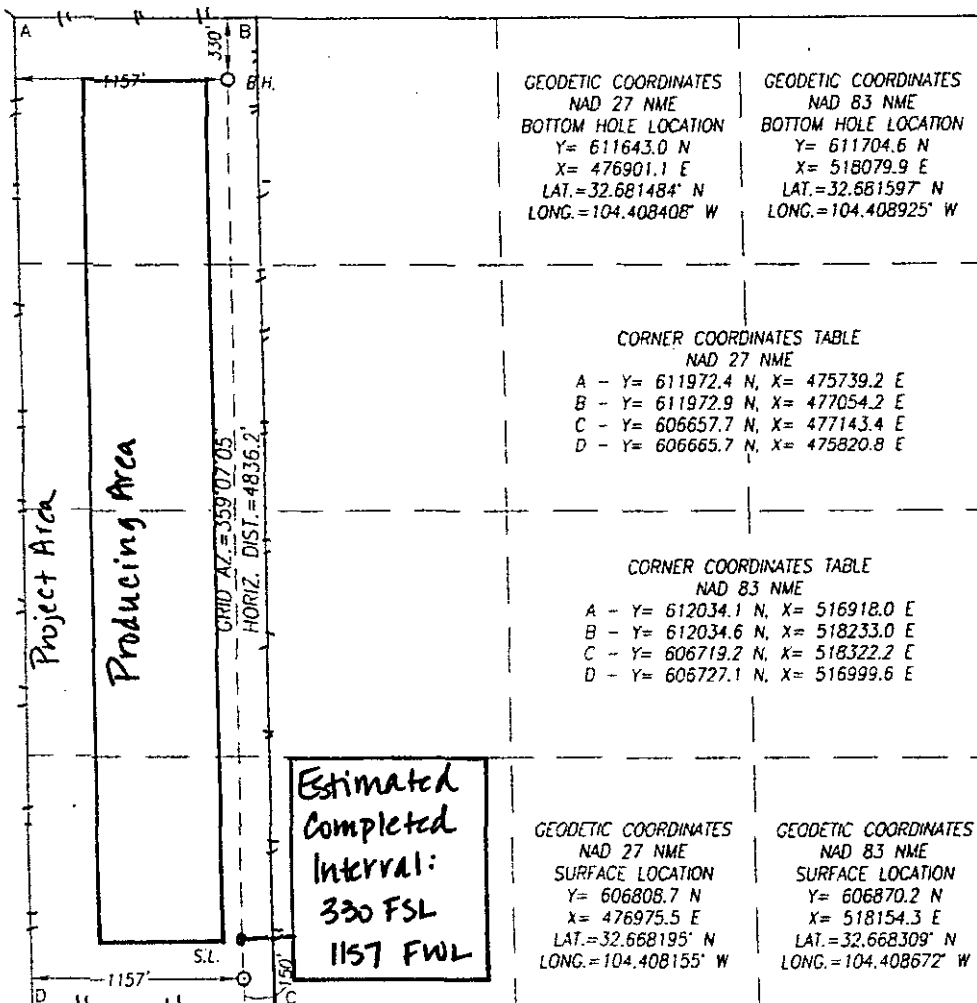 A
B
330'
1157'
B.H.
GEODETIC COORDINATES
NAD 27 NME
BOTTOM HOLE LOCATION
Y= 611643.0 N
X= 476901.1 E
LAT.=32.681484° N
LONG.=104.408408° W
GEODETIC COORDINATES
NAD 83 NME
BOTTOM HOLE LOCATION
Y= 611704.6 N
X= 518079.9 E
LAT.=32.681597° N
LONG.=104.408925° W
CORNER COORDINATES TABLE
NAD 27 NME
A - Y= 611972.4 N, X= 475739.2 E
B - Y= 611972.9 N, X= 477054.2 E
C - Y= 606657.7 N, X= 477143.4 E
D - Y= 606665.7 N, X= 475820.8 E
Project Area
Producing Area
GRID AZ.=359°07'05"
HORIZ. DIST.=4836.2'
CORNER COORDINATES TABLE
NAD 83 NME
A - Y= 612034.1 N, X= 516918.0 E
B - Y= 612034.6 N, X= 518233.0 E
C - Y= 606719.2 N, X= 518322.2 E
D - Y= 606727.1 N, X= 516999.6 E
Estimated
Completed
Interval:
330 FSL
1157 FWL
GEODETIC COORDINATES
NAD 27 NME
SURFACE LOCATION
Y= 606808.7 N
X= 476975.5 E
LAT.=32.668195° N
LONG.=104.408155° W
GEODETIC COORDINATES
NAD 83 NME
SURFACE LOCATION
Y= 606870.2 N
X= 518154.3 E
LAT.=32.668309° N
LONG.=104.408672° W
S.L.
1157'
150'
D
C